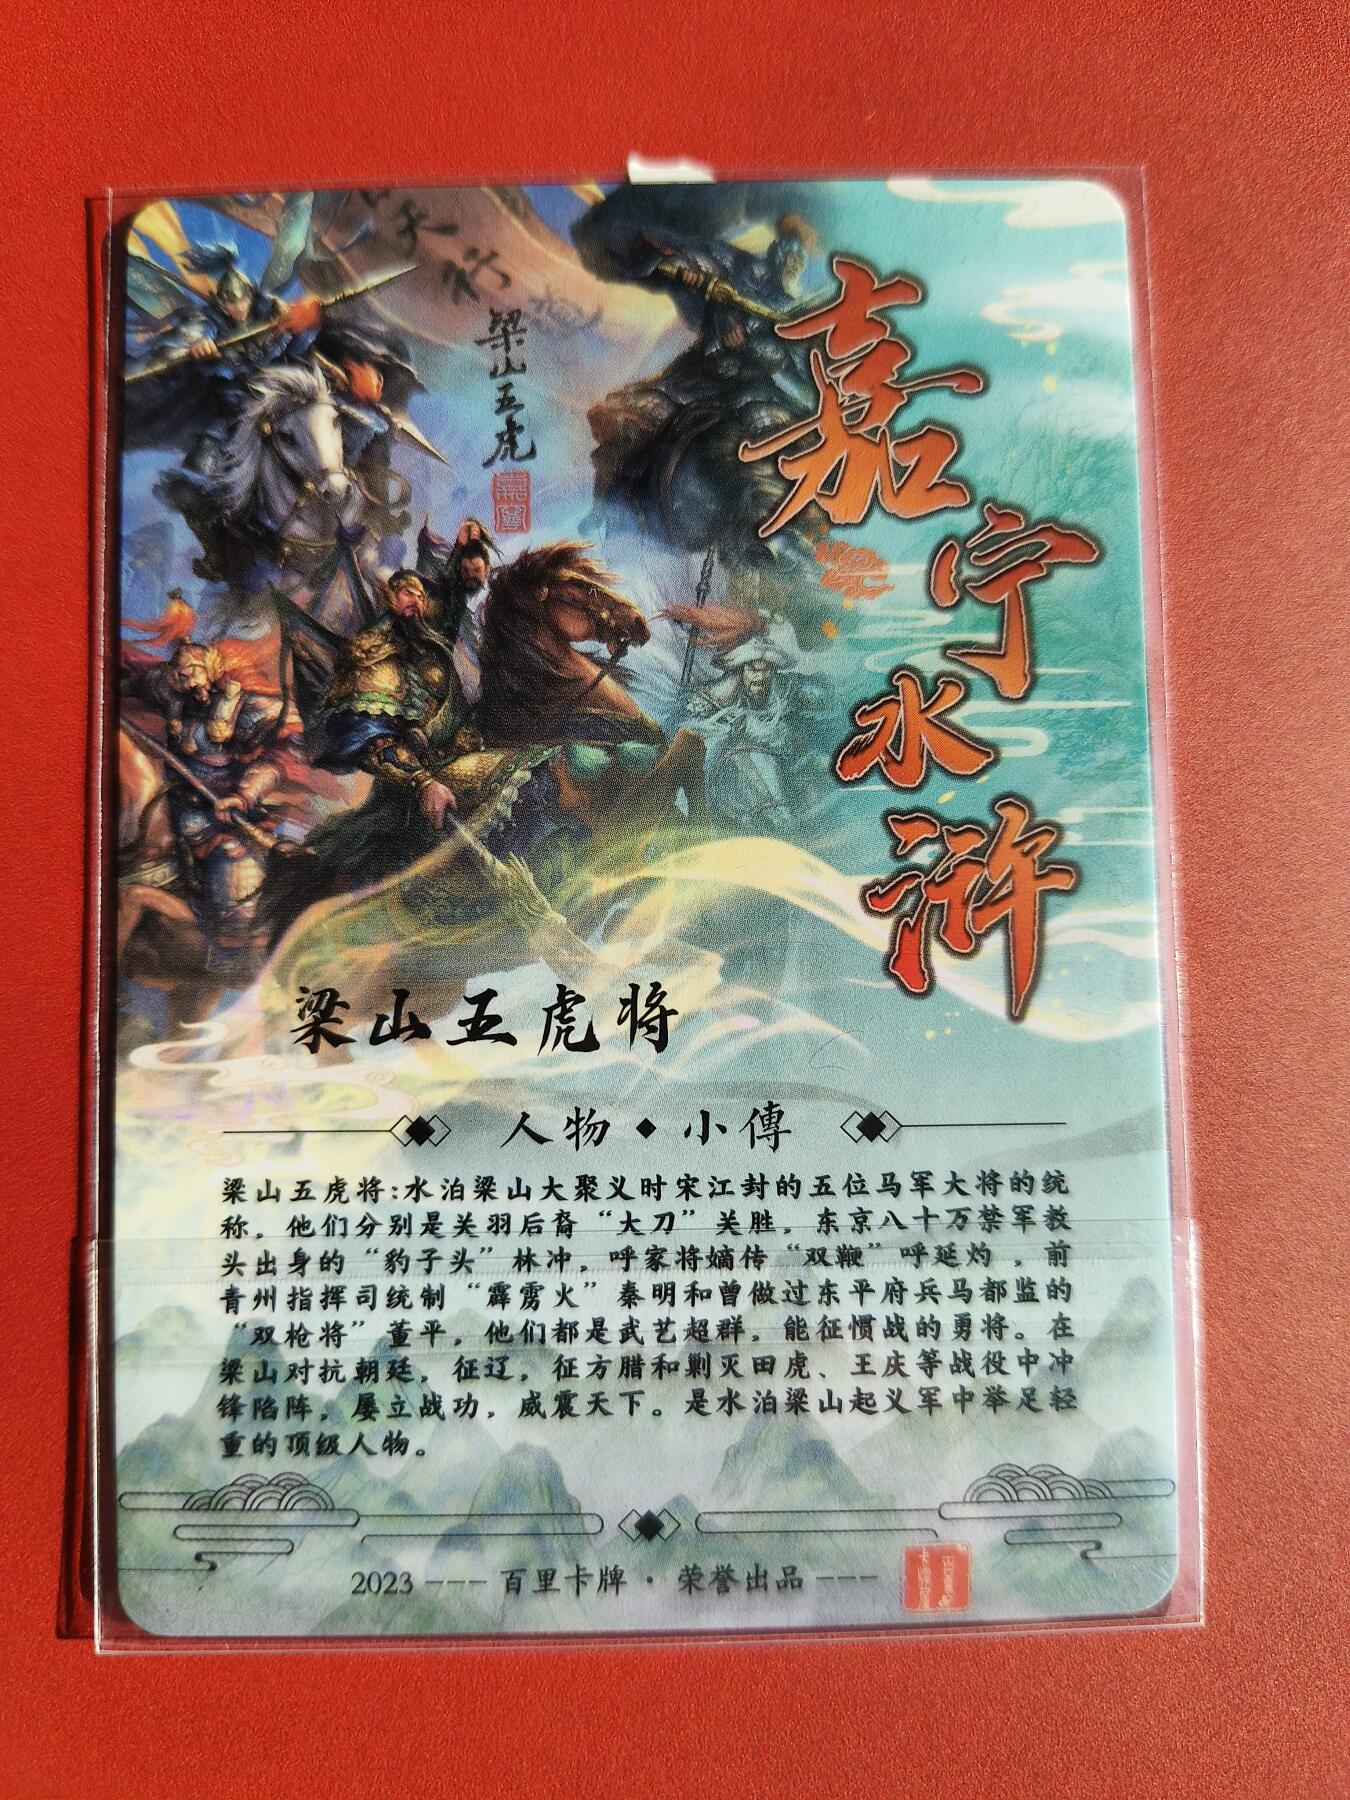 天行
梁山五虎
嘉宁
嘉宁水浒
梁山五虎将
人物◆小傳
梁山五虎将:水泊梁山大聚义时宋江封的五位马军大将的统
称，他们分别是关羽后裔“大刀”关胜，东京八十万禁军教
头出身的“豹子头”林冲，呼家将嫡传“双鞭”呼延灼，前
青州指挥司统制“霹雳火”秦明和曾做过东平府兵马都监的
“双枪将”董平，他们都是武艺超群，能征惯战的勇将。在
梁山对抗朝廷，征辽，征方腊和剿灭田虎、王庆等战役中冲
锋陷阵，屡立战功，威震天下。是水泊梁山起义军中举足轻
重的顶级人物。
2023---百里卡牌·荣誉出品---